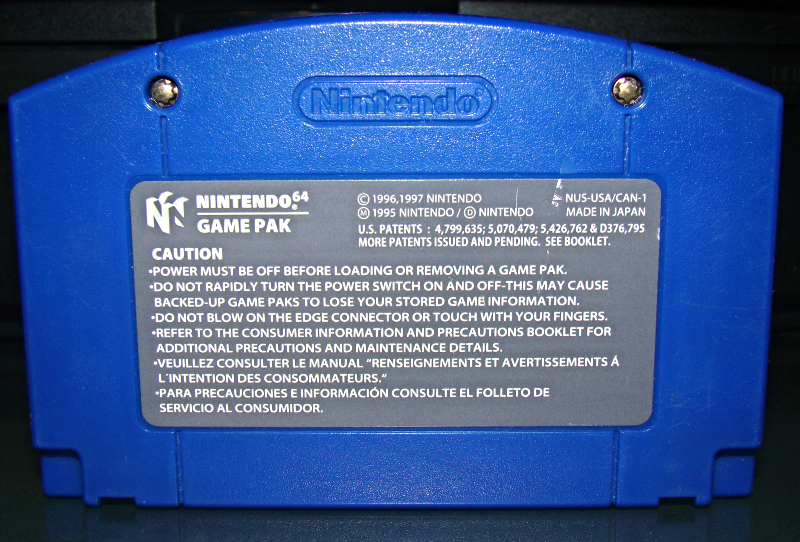 Nintendo®
NINTENDO 64®
GAME PAK
© 1996,1997 NINTENDO
Ⓜ 1995 NINTENDO / Ⓓ NINTENDO
NUS-USA/CAN-1
MADE IN JAPAN
U.S. PATENTS : 4,799,635; 5,070,479; 5,426,762 & D376,795
MORE PATENTS ISSUED AND PENDING. SEE BOOKLET.
CAUTION
•POWER MUST BE OFF BEFORE LOADING OR REMOVING A GAME PAK.
•DO NOT RAPIDLY TURN THE POWER SWITCH ON AND OFF-THIS MAY CAUSE
BACKED-UP GAME PAKS TO LOSE YOUR STORED GAME INFORMATION.
•DO NOT BLOW ON THE EDGE CONNECTOR OR TOUCH WITH YOUR FINGERS.
•REFER TO THE CONSUMER INFORMATION AND PRECAUTIONS BOOKLET FOR
ADDITIONAL PRECAUTIONS AND MAINTENANCE DETAILS.
•VEUILLEZ CONSULTER LE MANUAL "RENSEIGNEMENTS ET AVERTISSEMENTS Á
L´INTENTION DES CONSOMMATEURS."
•PARA PRECAUCIONES E INFORMACIÓN CONSULTE EL FOLLETO DE
SERVICIO AL CONSUMIDOR.